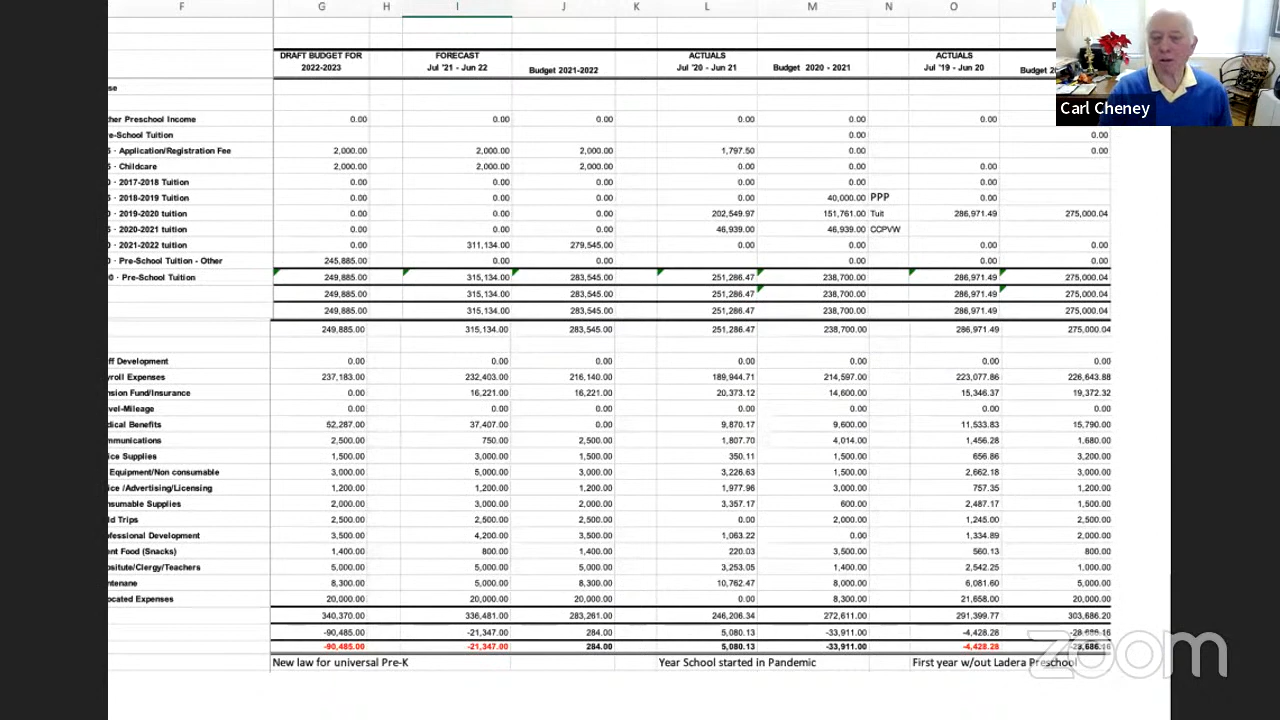 F G H I J K L M N O P
DRAFT BUDGET FOR 2022-2023 FORECAST Jul '21 - Jun 22 Budget 2021-2022 ACTUALS Jul '20 - Jun 21 Budget 2020 - 2021 ACTUALS Jul '19 - Jun 20 Budget 20
se
her Preschool Income 0.00 0.00 0.00 0.00 0.00 0.00
e-School Tuition 0.00 0.00
5 · Application/Registration Fee 2,000.00 2,000.00 2,000.00 1,797.50 0.00 0.00
5 · Childcare 2,000.00 2,000.00 2,000.00 0.00 0.00 0.00
0 · 2017-2018 Tuition 0.00 0.00 0.00 0.00 0.00 0.00
5 · 2018-2019 Tuition 0.00 0.00 0.00 0.00 40,000.00 PPP 0.00
0 · 2019-2020 tuition 0.00 0.00 0.00 202,549.97 151,761.00 Tuit 286,971.49 275,000.04
5 · 2020-2021 tuition 0.00 0.00 0.00 46,939.00 46,939.00 CCPVW
0 · 2021-2022 tuition 0.00 311,134.00 279,545.00 0.00 0.00 0.00 0.00
0 · Pre-School Tuition - Other 245,885.00 0.00 0.00 0.00 0.00 0.00 0.00
00 · Pre-School Tuition 249,885.00 315,134.00 283,545.00 251,286.47 238,700.00 286,971.49 275,000.04
249,885.00 315,134.00 283,545.00 251,286.47 238,700.00 286,971.49 275,000.04
249,885.00 315,134.00 283,545.00 251,286.47 238,700.00 286,971.49 275,000.04
249,885.00 315,134.00 283,545.00 251,286.47 238,700.00 286,971.49 275,000.04
ff Development 0.00 0.00 0.00 0.00 0.00 0.00 0.00
yroll Expenses 237,183.00 232,403.00 216,140.00 189,944.71 214,597.00 223,077.86 226,643.88
nsion Fund/Insurance 0.00 16,221.00 16,221.00 20,373.12 14,600.00 15,346.37 19,372.32
vel-Mileage 0.00 0.00 0.00 0.00 0.00 0.00 0.00
dical Benefits 52,287.00 37,407.00 0.00 9,870.17 9,600.00 11,533.83 15,790.00
mmunications 2,500.00 750.00 2,500.00 1,807.70 4,014.00 1,456.28 1,680.00
ice Supplies 1,500.00 3,000.00 1,500.00 350.11 1,500.00 656.86 3,200.00
Equipment/Non consumable 3,000.00 5,000.00 3,000.00 3,226.63 1,500.00 2,662.18 3,000.00
ice /Advertising/Licensing 1,200.00 1,200.00 1,200.00 1,977.96 3,000.00 757.35 1,200.00
nsumable Supplies 2,000.00 3,000.00 2,000.00 3,357.17 600.00 2,487.17 1,500.00
ld Trips 2,500.00 2,500.00 2,500.00 0.00 2,000.00 1,245.00 2,000.00
fessional Development 3,500.00 4,200.00 3,500.00 1,063.22 0.00 1,334.89 2,000.00
ent Food (Snacks) 1,400.00 800.00 1,400.00 220.03 3,500.00 560.13 800.00
bsitute/Clergy/Teachers 5,000.00 5,000.00 5,000.00 3,253.05 1,400.00 2,542.25 1,000.00
ntenane 8,300.00 5,000.00 8,300.00 10,762.47 8,000.00 6,081.60 5,000.00
ocated Expenses 20,000.00 20,000.00 20,000.00 0.00 8,300.00 21,658.00 20,000.00
340,370.00 336,481.00 283,261.00 246,206.34 272,611.00 291,399.77 303,686.20
-90,485.00 -21,347.00 284.00 5,080.13 -33,911.00 -4,428.28 -28,686.16
-90,485.00 -21,347.00 284.00 5,080.13 -33,911.00 -4,428.28 -28,686.16
New law for universal Pre-K Year School started in Pandemic First year w/out Ladera Preschool
Carl Cheney
zoom